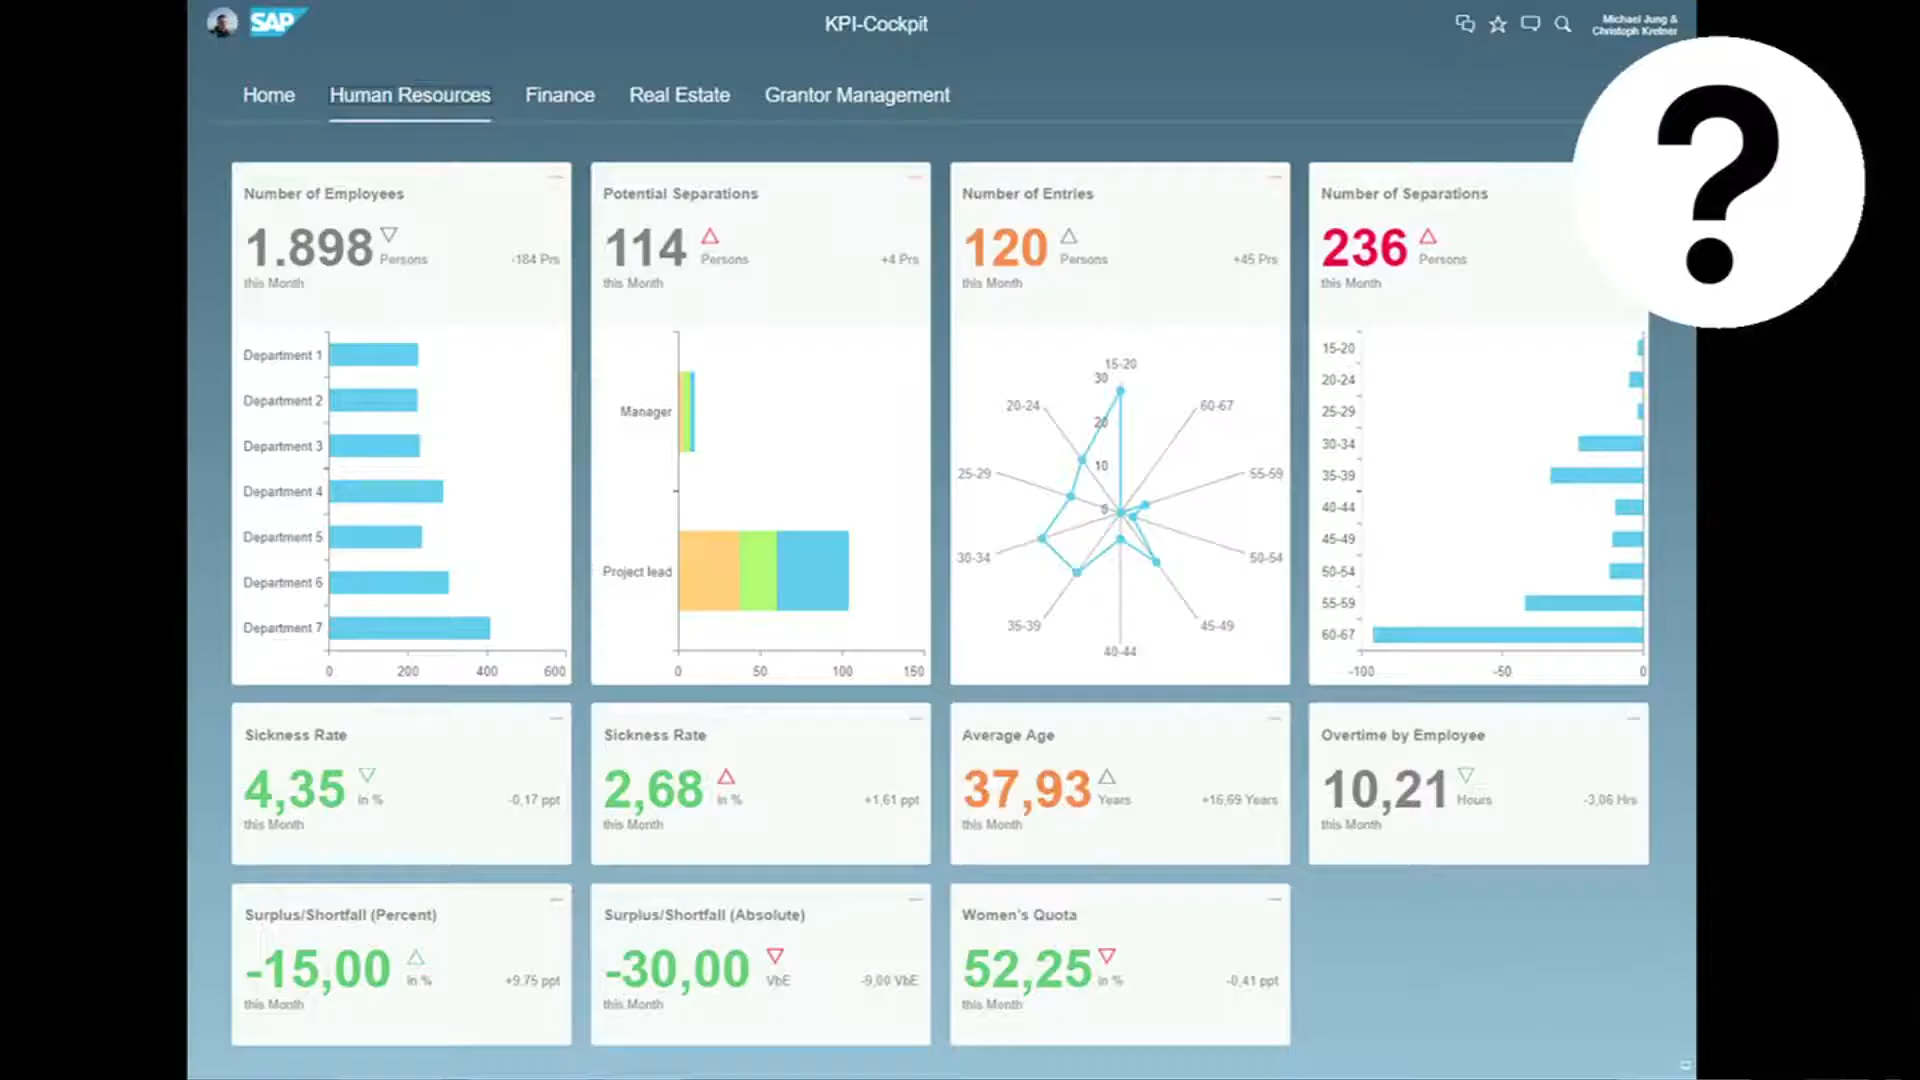 SAP
KPI-Cockpit
Michael Jung &
Christoph Kretner
Home
Human Resources
Finance
Real Estate
Grantor Management
?
Number of Employees
1.898
Persons
-184 Prs
this Month
Department 1
Department 2
Department 3
Department 4
Department 5
Department 6
Department 7
0 200 400 600
Potential Separations
114
Persons
+4 Prs
this Month
Manager
Project lead
0 50 100 150
Number of Entries
120
Persons
+45 Prs
this Month
15-20
30
20-24
60-67
20
10
25-29
55-59
0
30-34
50-54
35-39
45-49
40-44
Number of Separations
236
Persons
this Month
15-20
20-24
25-29
30-34
35-39
40-44
45-49
50-54
55-59
60-67
-100 -50 0
Sickness Rate
4,35
in %
-0,17 ppt
this Month
Sickness Rate
2,68
in %
+1,61 ppt
this Month
Average Age
37,93
Years
+16,69 Years
this Month
Overtime by Employee
10,21
Hours
-3,06 Hrs
this Month
Surplus/Shortfall (Percent)
-15,00
in %
+9.75 ppt
this Month
Surplus/Shortfall (Absolute)
-30,00
VbE
-9,00 VbE
this Month
Women's Quota
52,25
in %
-0,41 ppt
this Month